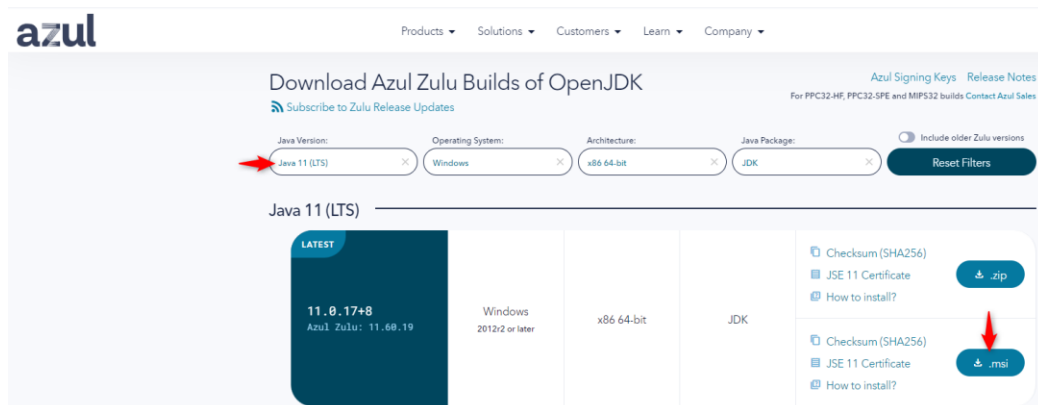 azul
Products Solutions Customers Learn Company
Download Azul Zulu Builds of OpenJDK
Azul Signing Keys Release Notes
Subscribe to Zulu Release Updates
For PPC32-HF, PPC32-SPE and MIPS32 builds Contact Azul Sales
Java Version: Operating System: Architecture: Java Package: Include older Zulu versions
Java 11 (LTS) × Windows × x86 64-bit × JDK × Reset Filters
Java 11 (LTS)
LATEST
11.0.17+8
Azul Zulu: 11.60.19
Windows
2012r2 or later
x86 64-bit
JDK
Checksum (SHA256)
JSE 11 Certificate
How to install?
.zip
Checksum (SHA256)
JSE 11 Certificate
How to install?
.msi